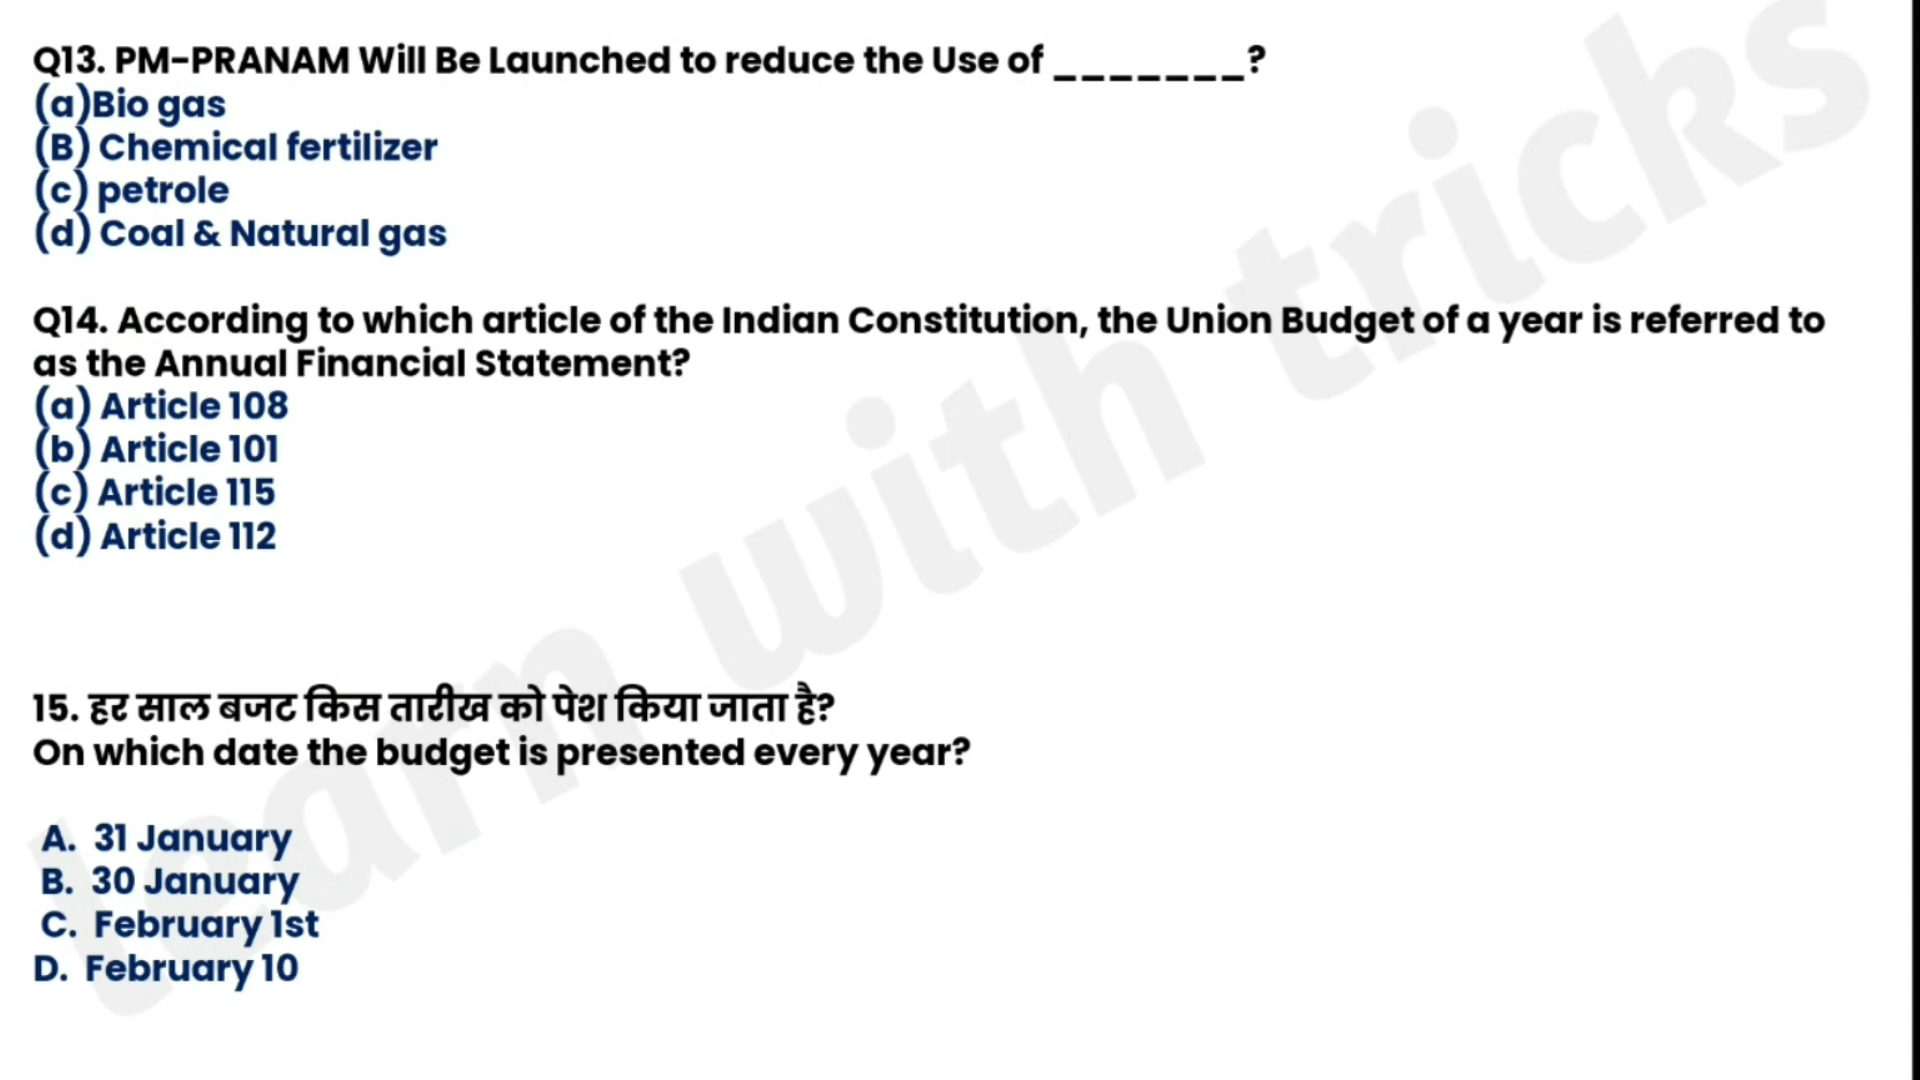 Q13. PM-PRANAM Will Be Launched to reduce the Use of _______?
(a)Bio gas
(B) Chemical fertilizer
(c) petrole
(d) Coal & Natural gas
Q14. According to which article of the Indian Constitution, the Union Budget of a year is referred to
as the Annual Financial Statement?
(a) Article 108
(b) Article 101
(c) Article 115
(d) Article 112
15. हर साल बजट किस तारीख को पेश किया जाता है?
On which date the budget is presented every year?
A. 31 January
B. 30 January
C. February 1st
D. February 10
learn with tricks